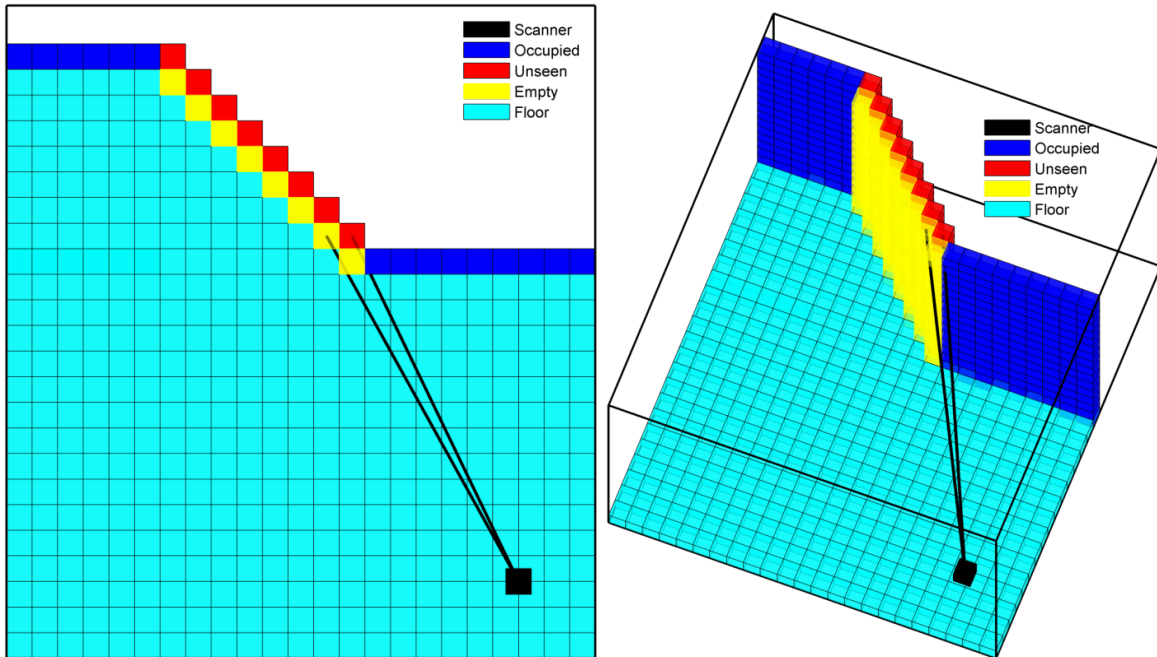 Scanner
Occupied
Unseen
Empty
Floor
Scanner
Occupied
Unseen
Empty
Floor